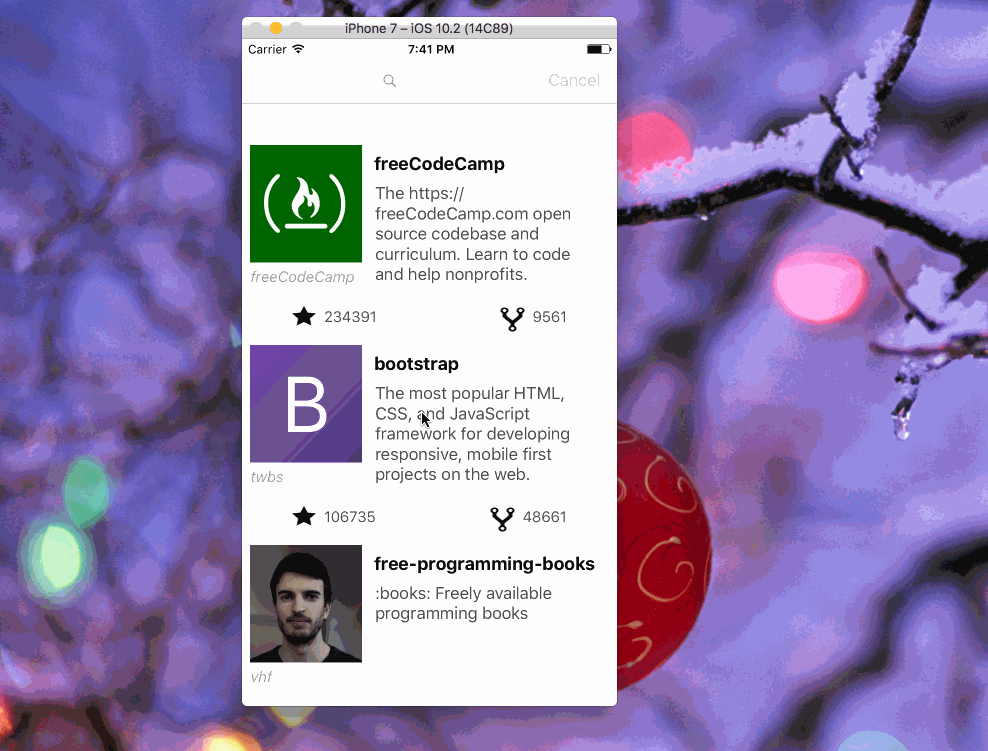 iPhone 7 – iOS 10.2 (14C89)
Carrier 7:41 PM
Cancel
freeCodeCamp
The https://
freeCodeCamp.com open
source codebase and
curriculum. Learn to code
and help nonprofits.
freeCodeCamp
234391 9561
B
bootstrap
The most popular HTML,
CSS, and JavaScript
framework for developing
responsive, mobile first
projects on the web.
twbs
106735 48661
free-programming-books
:books: Freely available
programming books
vhf